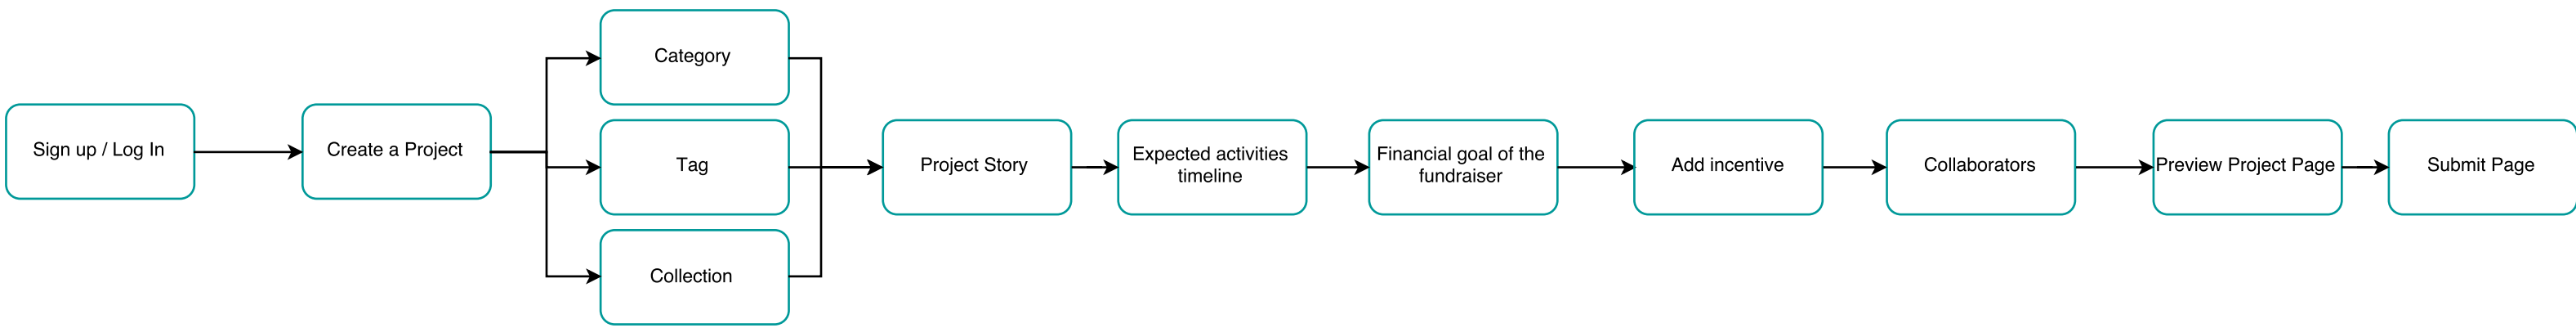 Sign up / Log In
Create a Project
Category
Tag
Collection
Project Story
Expected activities
timeline
Financial goal of the
fundraiser
Add incentive
Collaborators
Preview Project Page
Submit Page